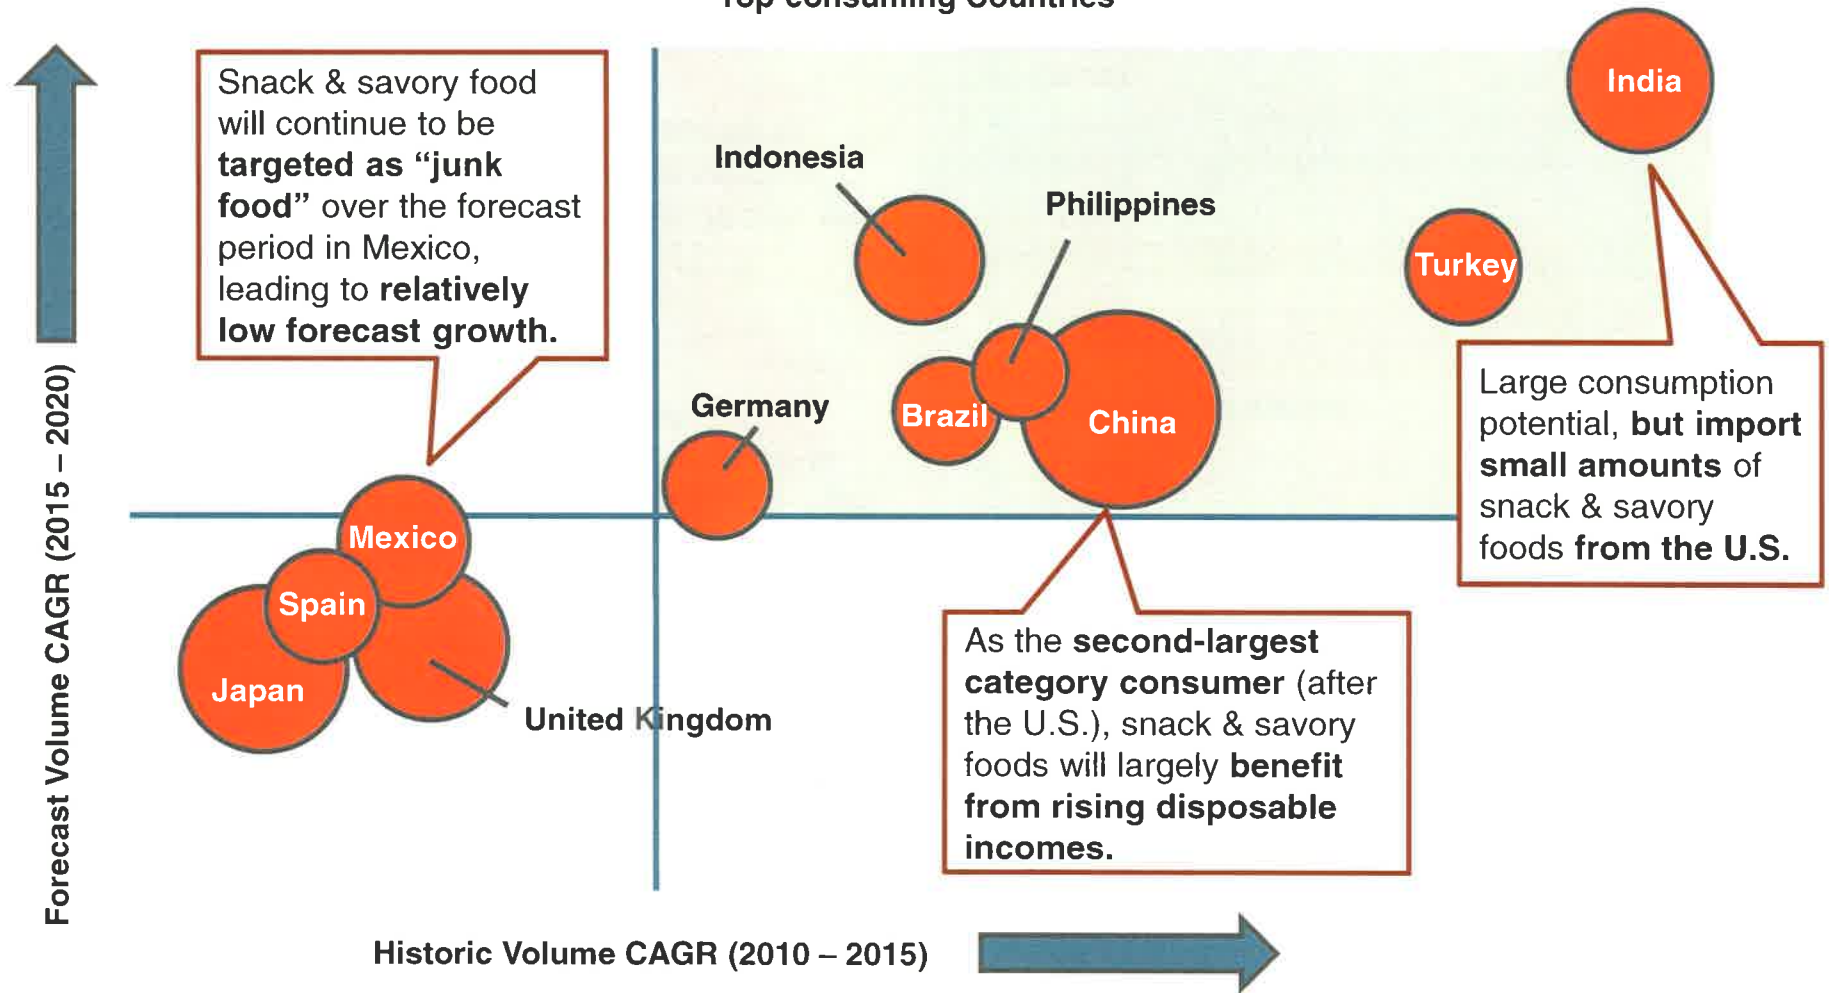 Top consuming Countries
Snack & savory food
will continue to be
targeted as “junk
food” over the forecast
period in Mexico,
leading to relatively
low forecast growth.
India
Indonesia
Philippines
Turkey
Germany
Brazil
China
Large consumption
potential, but import
small amounts of
snack & savory
foods from the U.S.
Mexico
Spain
Japan
United Kingdom
As the second-largest
category consumer (after
the U.S.), snack & savory
foods will largely benefit
from rising disposable
incomes.
Forecast Volume CAGR (2015 – 2020)
Historic Volume CAGR (2010 – 2015)